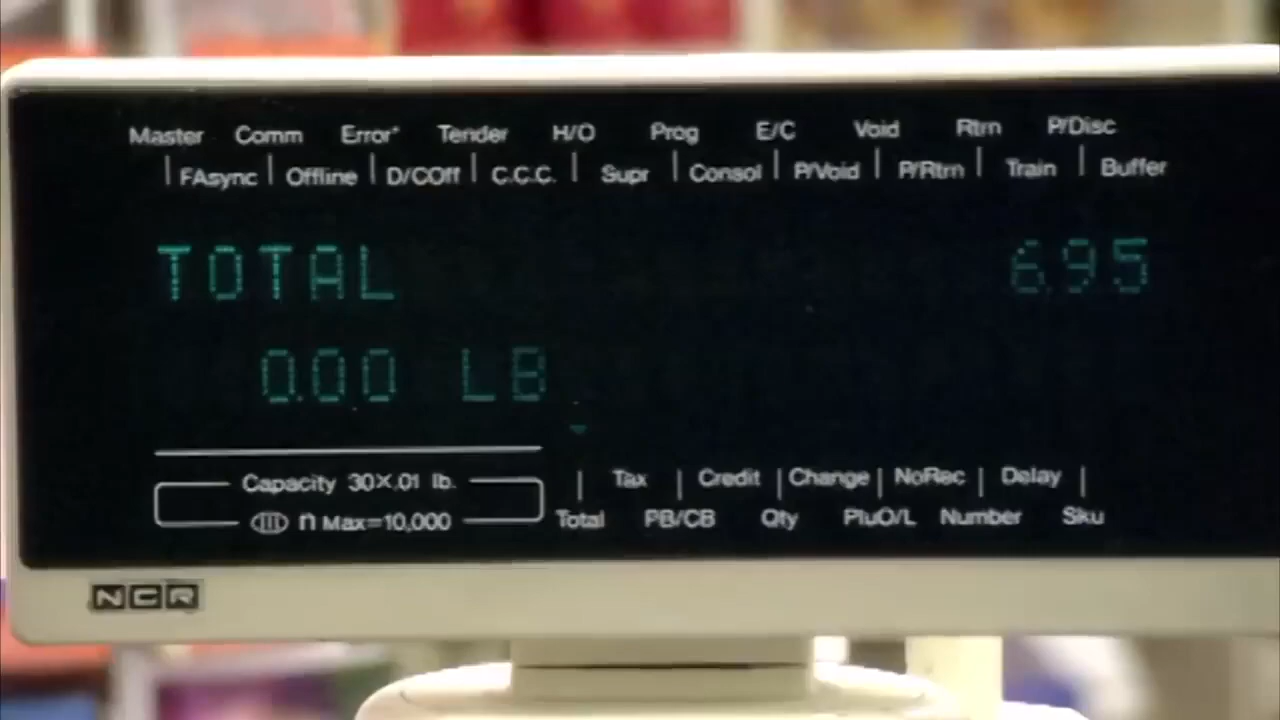 Master Comm Error* Tender H/O Prog E/C Void Rtrn P/Disc
FAsync Offline D/COff C.C.C. Supr Consol P/Void P/Rtrn Train Buffer
TOTAL 6.95
0.00 LB
Capacity 30X.01 lb.
III n Max=10,000
Tax Credit Change NoRec Delay
Total PB/CB Qty PluO/L Number Sku
NCR